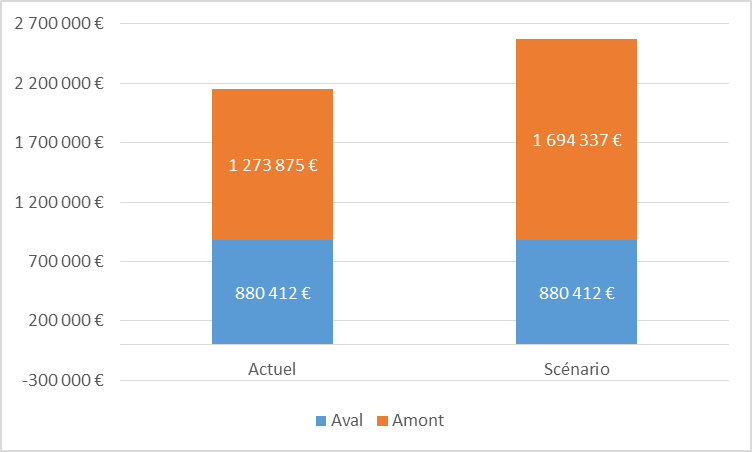 2 700 000 €
2 200 000 €
1 700 000 €
1 200 000 €
700 000 €
200 000 €
-300 000 €
1 273 875 €
1 694 337 €
880 412 €
880 412 €
Actuel
Scénario
Aval
Amont